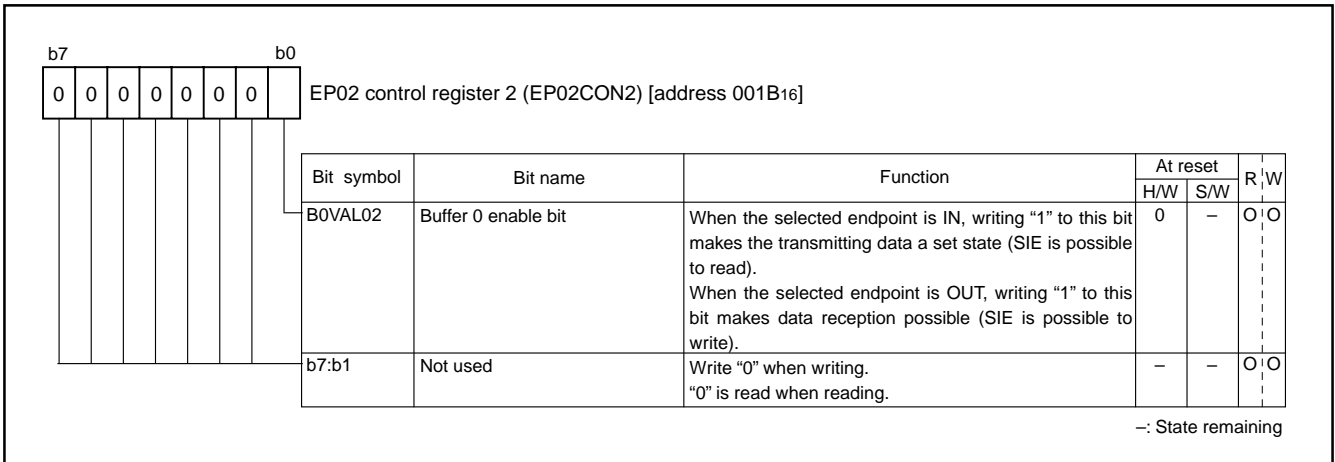 b7 b0
0 0 0 0 0 0 0 EP02 control register 2 (EP02CON2) [address 001B16]
Bit symbol Bit name Function At reset R W
H/W S/W
B0VAL02 Buffer 0 enable bit When the selected endpoint is IN, writing “1” to this bit 0 – O O
makes the transmitting data a set state (SIE is possible
to read).
When the selected endpoint is OUT, writing “1” to this
bit makes data reception possible (SIE is possible to
write).
b7:b1 Not used Write “0” when writing. – – O O
“0” is read when reading.
–: State remaining